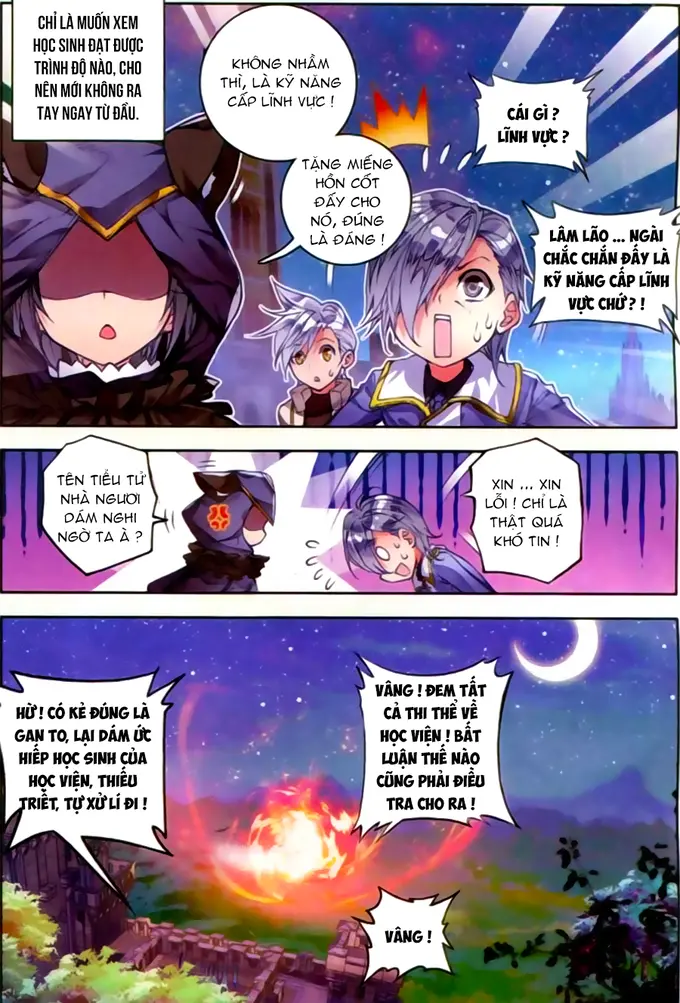 CHỈ LÀ MUỐN XEM
HỌC SINH ĐẠT ĐƯỢC
TRÌNH ĐỘ NÀO, CHO
NÊN MỚI KHÔNG RA
TAY NGAY TỪ ĐẦU.
KHÔNG NHẦM
THÌ, LÀ KỸ NĂNG
CẤP LĨNH VỰC !
TẶNG MIẾNG
HỒN CỐT
ĐẤY CHO
NÓ, ĐÚNG
LÀ ĐÁNG !
CÁI GÌ ?
LĨNH VỰC ?
LÂM LÃO ... NGÀI
CHẮC CHẮN ĐẤY LÀ
KỸ NĂNG CẤP LĨNH
VỰC CHỨ ? !
TÊN TIỂU TỬ
NHÀ NGƯƠI
DÁM NGHI
NGỜ TA À ?
XIN ... XIN
LỖI ! CHỈ LÀ
THẬT QUÁ
KHÓ TIN !
HỪ ! CÓ KẺ ĐÚNG LÀ
GAN TO, LẠI DÁM ỨC
HIẾP HỌC SINH CỦA
HỌC VIỆN, THIẾU
TRIẾT, TỰ XỬ LÍ ĐI !
VÂNG ! ĐEM TẤT
CẢ THI THỂ VỀ
HỌC VIỆN ! BẤT
LUẬN THẾ NÀO
CŨNG PHẢI ĐIỀU
TRA CHO RA !
VÂNG !